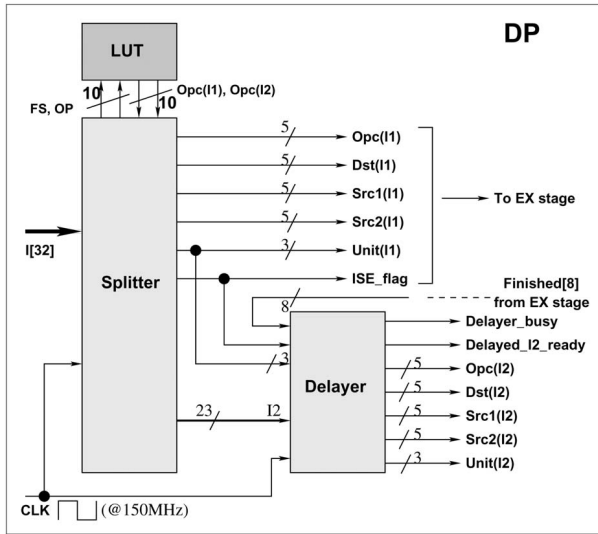 DP
LUT
10
10
FS, OP
Opc(I1), Opc(I2)
5
Opc(I1)
5
Dst(I1)
5
Src1(I1)
To EX stage
5
Src2(I1)
I[32]
3
Unit(I1)
Splitter
ISE_flag
Finished[8]
8
from EX stage
Delayer_busy
Delayed_I2_ready
3
5
Opc(I2)
Delayer
5
Dst(I2)
23
I2
5
Src1(I2)
5
Src2(I2)
3
Unit(I2)
CLK
(@150MHz)